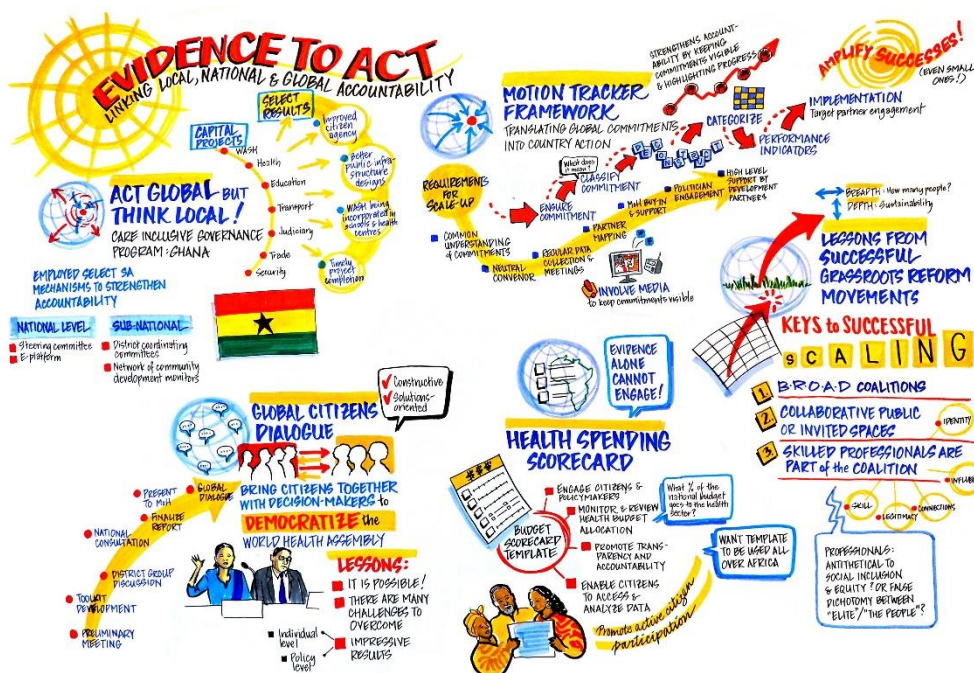 EVIDENCE TO ACT
LINKING LOCAL, NATIONAL & GLOBAL ACCOUNTABILITY
ACT GLOBAL BUT
THINK LOCAL!
CARE INCLUSIVE GOVERNANCE
PROGRAM: GHANA
EMPLOYED SELECT SA
MECHANISMS TO STRENGTHEN
ACCOUNTABILITY
NATIONAL LEVEL
Steering committee
E-platform
SUB-NATIONAL
District coordinating
committees
Network of community
development monitors
CAPITAL
PROJECTS
WASH
Health
Education
Transport
Judiciary
Trade
Security
SELECT
RESULTS
Improved
citizen
agency
Better
public infra-
structure
designs
WASH being
incorporated in
schools & health
centres
Timely
project
completion
MOTION TRACKER
FRAMEWORK
TRANSLATING GLOBAL COMMITMENTS
INTO COUNTRY ACTION
STRENGTHENS ACCOUNT-
ABILITY BY KEEPING
COMMITMENTS VISIBLE
& HIGHLIGHTING PROGRESS
REQUIREMENTS
FOR
SCALE-UP
ENSURE
COMMITMENT
What does
it mean?
CLASSIFY
COMMITMENT
DECONSTRUCT
CATEGORIZE
PERFORMANCE
INDICATORS
IMPLEMENTATION
Target partner engagement
COMMON
UNDERSTANDING
OF COMMITMENTS
NEUTRAL
CONVENOR
REGULAR DATA
COLLECTION &
MEETINGS
PARTNER
MAPPING
MOH BUY-IN
& SUPPORT
POLITICIAN
ENGAGEMENT
HIGH LEVEL
SUPPORT BY
DEVELOPMENT
PARTNERS
INVOLVE MEDIA
to keep commitments visible
AMPLIFY SUCCESSES!
(EVEN SMALL
ONES!)
BREADTH: How many people?
DEPTH: Sustainability
LESSONS FROM
SUCCESSFUL
GRASSROOTS REFORM
MOVEMENTS
KEYS to SUCCESSFUL
SCALING
1. B·R·O·A·D COALITIONS
2. COLLABORATIVE PUBLIC
OR INVITED SPACES
3. SKILLED PROFESSIONALS ARE
PART of the COALITION
IDENTITY
INFLUENCE
CONNECTIONS
LEGITIMACY
SKILL
PROFESSIONALS:
ANTITHETICAL TO
SOCIAL INCLUSION
& EQUITY? OR FALSE
DICHOTOMY BETWEEN
"ELITE"/"THE PEOPLE"?
GLOBAL CITIZENS
DIALOGUE
Constructive
Solutions-
oriented
BRING CITIZENS TOGETHER
WITH DECISION-MAKERS to
DEMOCRATIZE the
WORLD HEALTH ASSEMBLY
GLOBAL
DIALOGUE
PRESENT
TO MOH
FINALIZE
REPORT
NATIONAL
CONSULTATION
DISTRICT GROUP
DISCUSSION
TOOLKIT
DEVELOPMENT
PRELIMINARY
MEETING
LESSONS:
IT IS POSSIBLE!
THERE ARE MANY
CHALLENGES TO
OVERCOME
IMPRESSIVE
RESULTS
Individual
level
Policy
level
EVIDENCE
ALONE
CANNOT
ENGAGE!
HEALTH SPENDING
SCORECARD
$$$
BUDGET
SCORECARD
TEMPLATE
ENGAGE CITIZENS &
POLICYMAKERS
MONITOR & REVIEW
HEALTH BUDGET
ALLOCATION
PROMOTE TRANS-
PARENCY AND
ACCOUNTABILITY
ENABLE CITIZENS
TO ACCESS &
ANALYZE DATA
What % of the
national budget
goes to the health
sector?
WANT TEMPLATE
TO BE USED ALL
OVER AFRICA
Promote active citizen
participation